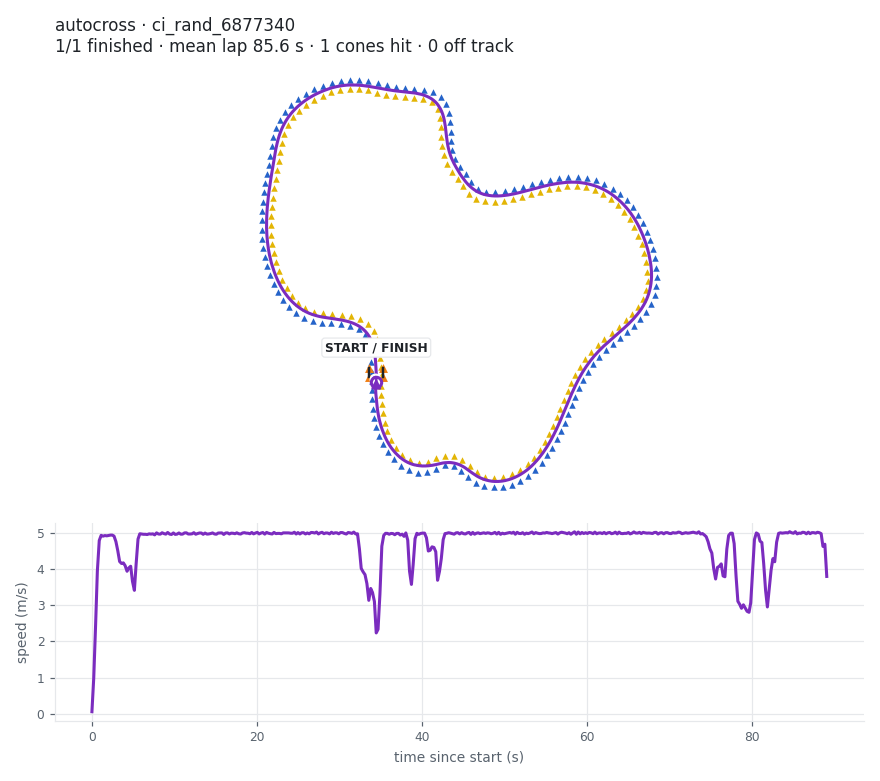 autocross · ci_rand_6877340
1/1 finished · mean lap 85.6 s · 1 cones hit · 0 off track
START / FINISH
5
4
3
2
1
0
speed (m/s)
0 20 40 60 80
time since start (s)